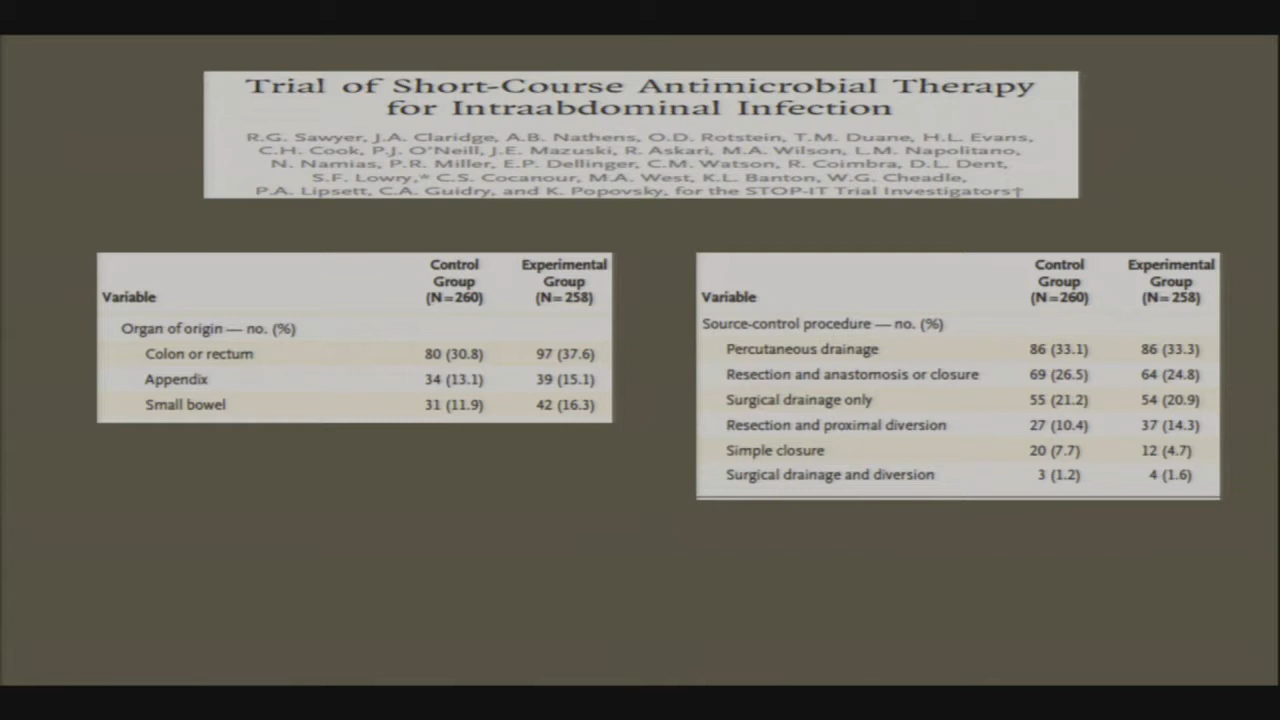 Trial of Short-Course Antimicrobial Therapy
for Intraabdominal Infection
R.G. Sawyer, J.A. Claridge, A.B. Nathens, O.D. Rotstein, T.M. Duane, H.L. Evans,
C.H. Cook, P.J. O'Neill, J.E. Mazuski, R. Askari, M.A. Wilson, L.M. Napolitano,
N. Namias, P.R. Miller, E.P. Dellinger, C.M. Watson, R. Coimbra, D.L. Dent,
S.F. Lowry,* C.S. Cocanour, M.A. West, K.L. Banton, W.G. Cheadle,
P.A. Lipsett, C.A. Guidry, and K. Popovsky, for the STOP-IT Trial Investigators†
Variable Control Group (N=260) Experimental Group (N=258)
Organ of origin — no. (%)
Colon or rectum 80 (30.8) 97 (37.6)
Appendix 34 (13.1) 39 (15.1)
Small bowel 31 (11.9) 42 (16.3)
Variable Control Group (N=260) Experimental Group (N=258)
Source-control procedure — no. (%)
Percutaneous drainage 86 (33.1) 86 (33.3)
Resection and anastomosis or closure 69 (26.5) 64 (24.8)
Surgical drainage only 55 (21.2) 54 (20.9)
Resection and proximal diversion 27 (10.4) 37 (14.3)
Simple closure 20 (7.7) 12 (4.7)
Surgical drainage and diversion 3 (1.2) 4 (1.6)